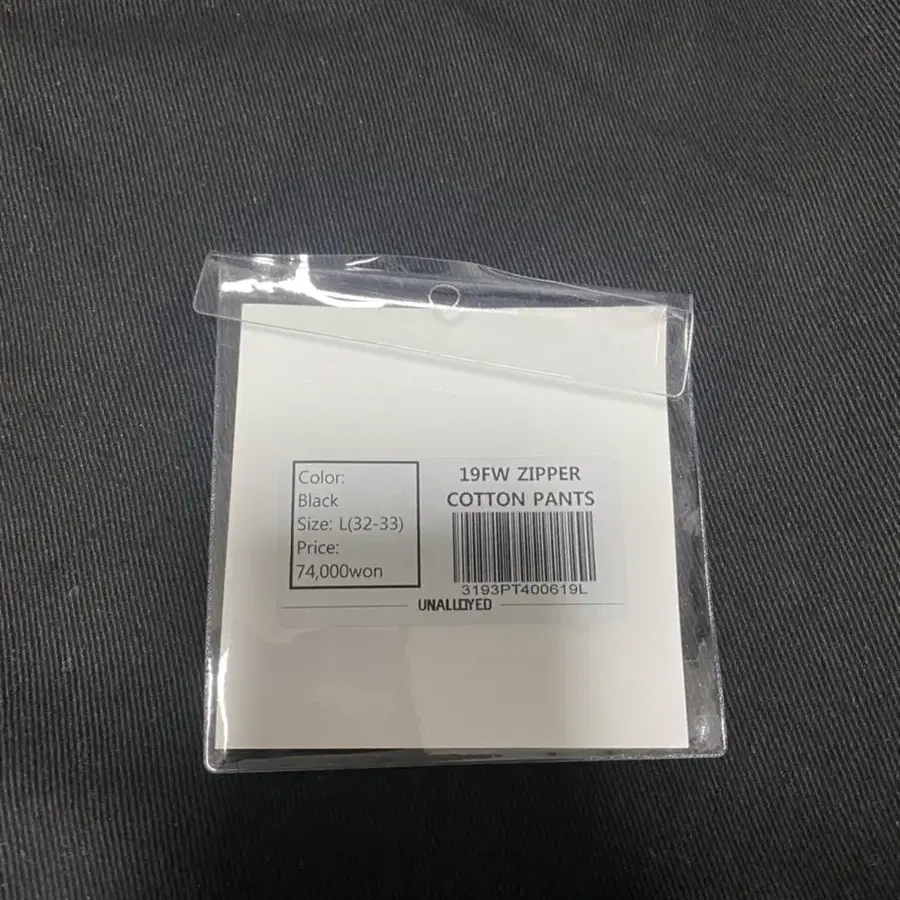 Color:
Black
Size: L(32-33)
Price:
74,000won
19FW ZIPPER
COTTON PANTS
3193PT400619L
UNALLOYED